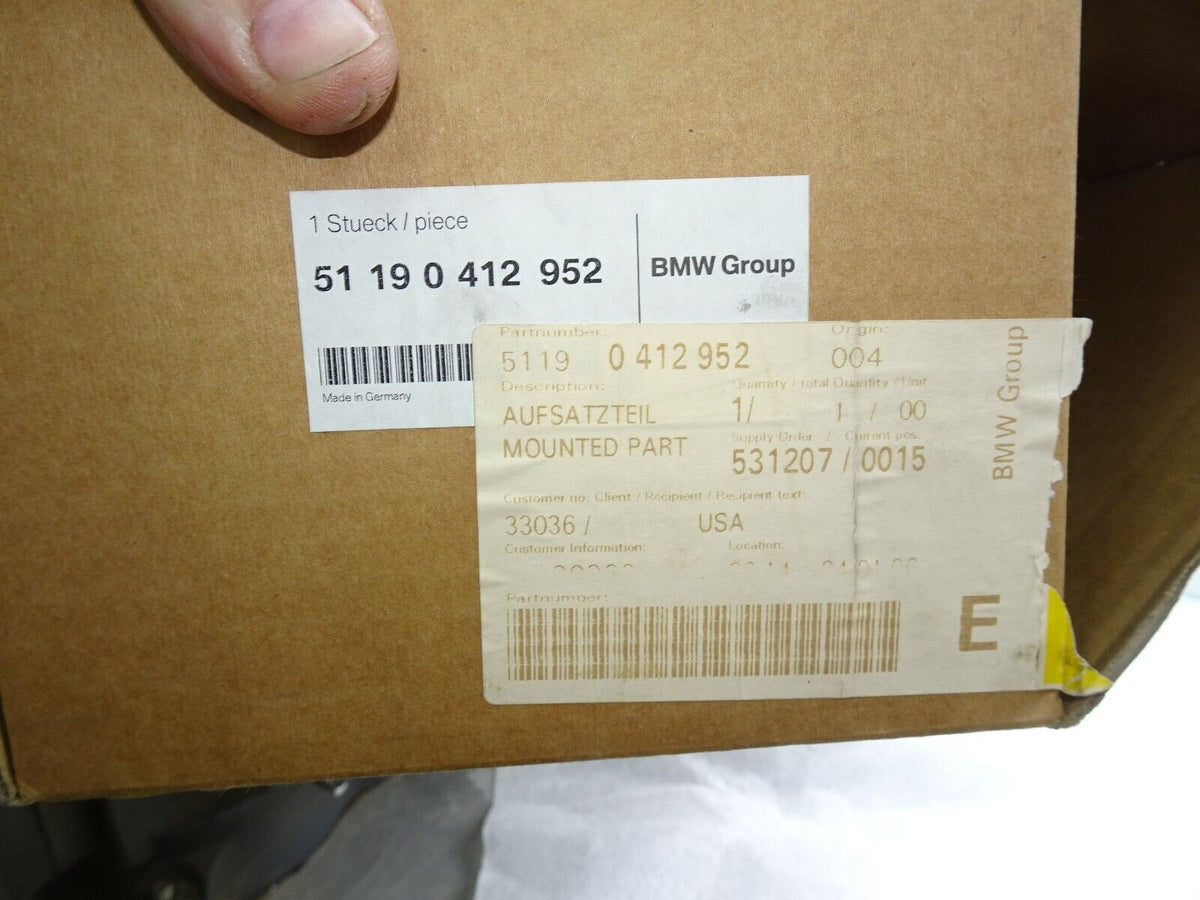 1 Stueck / piece
51 19 0 412 952
BMW Group
Made in Germany
Partnumber: Origin:
5119 0 412 952 004
Description: Quantity / total Quantity / Unit
AUFSATZTEIL 1/ 1 / 00
MOUNTED PART Supply Order / Current pos.
531207 / 0015
Customer no. Client / Recipient / Recipient text:
33036 / USA
Customer Information: Location:
Partnumber:
BMW Group
E